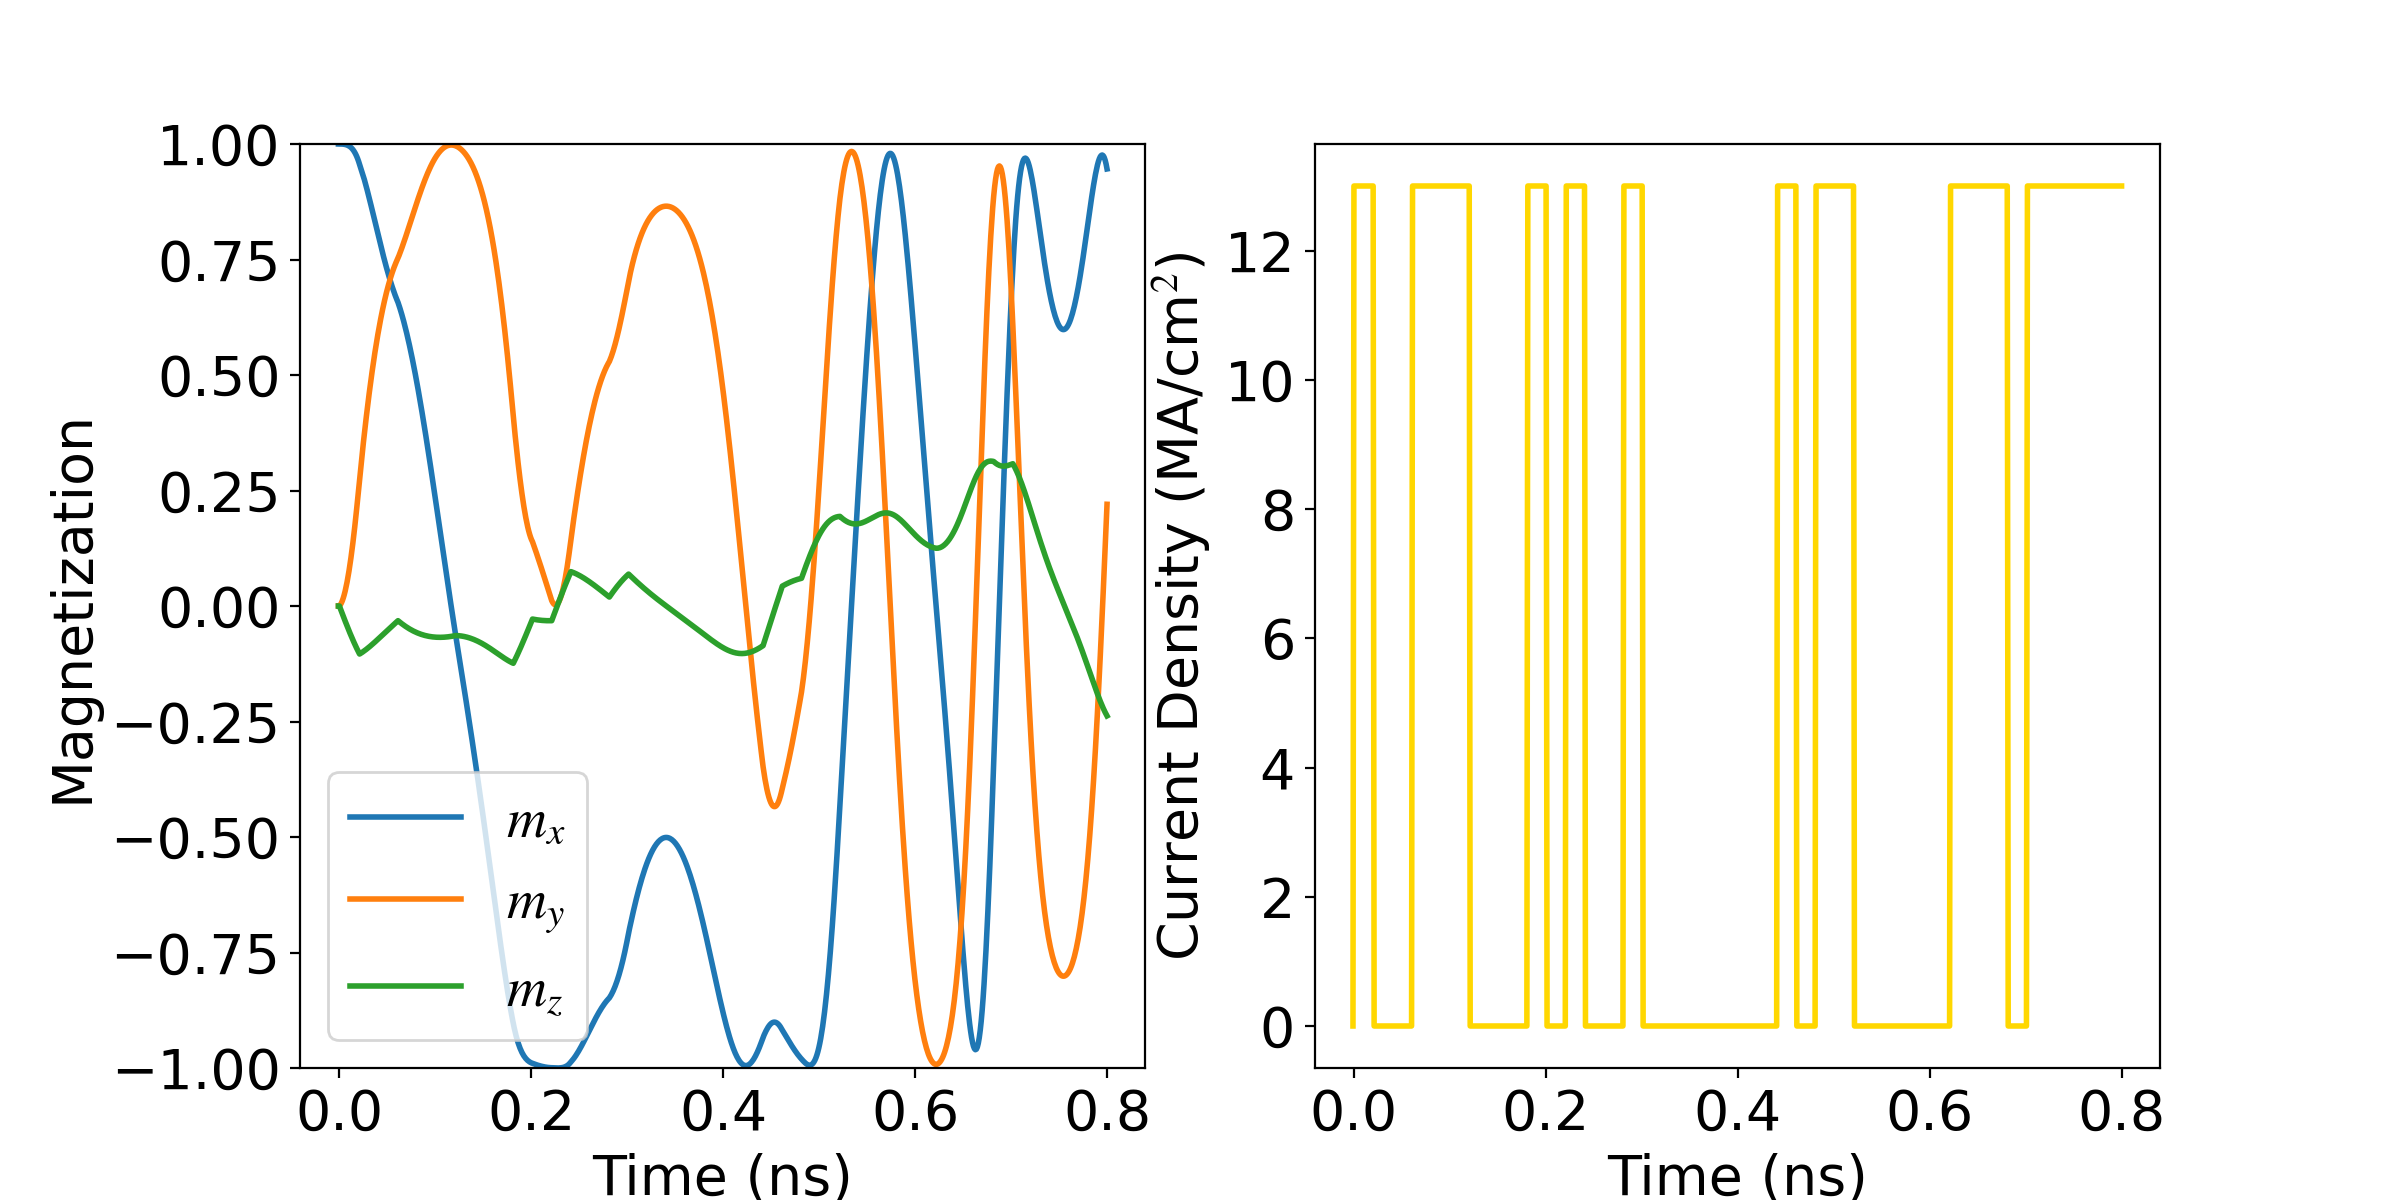 Magnetization
1.00
0.75
0.50
0.25
0.00
−0.25
−0.50
−0.75
−1.00
m_x
m_y
m_z
0.0 0.2 0.4 0.6 0.8
Time (ns)
Current Density (MA/cm²)
12
10
8
6
4
2
0
0.0 0.2 0.4 0.6 0.8
Time (ns)